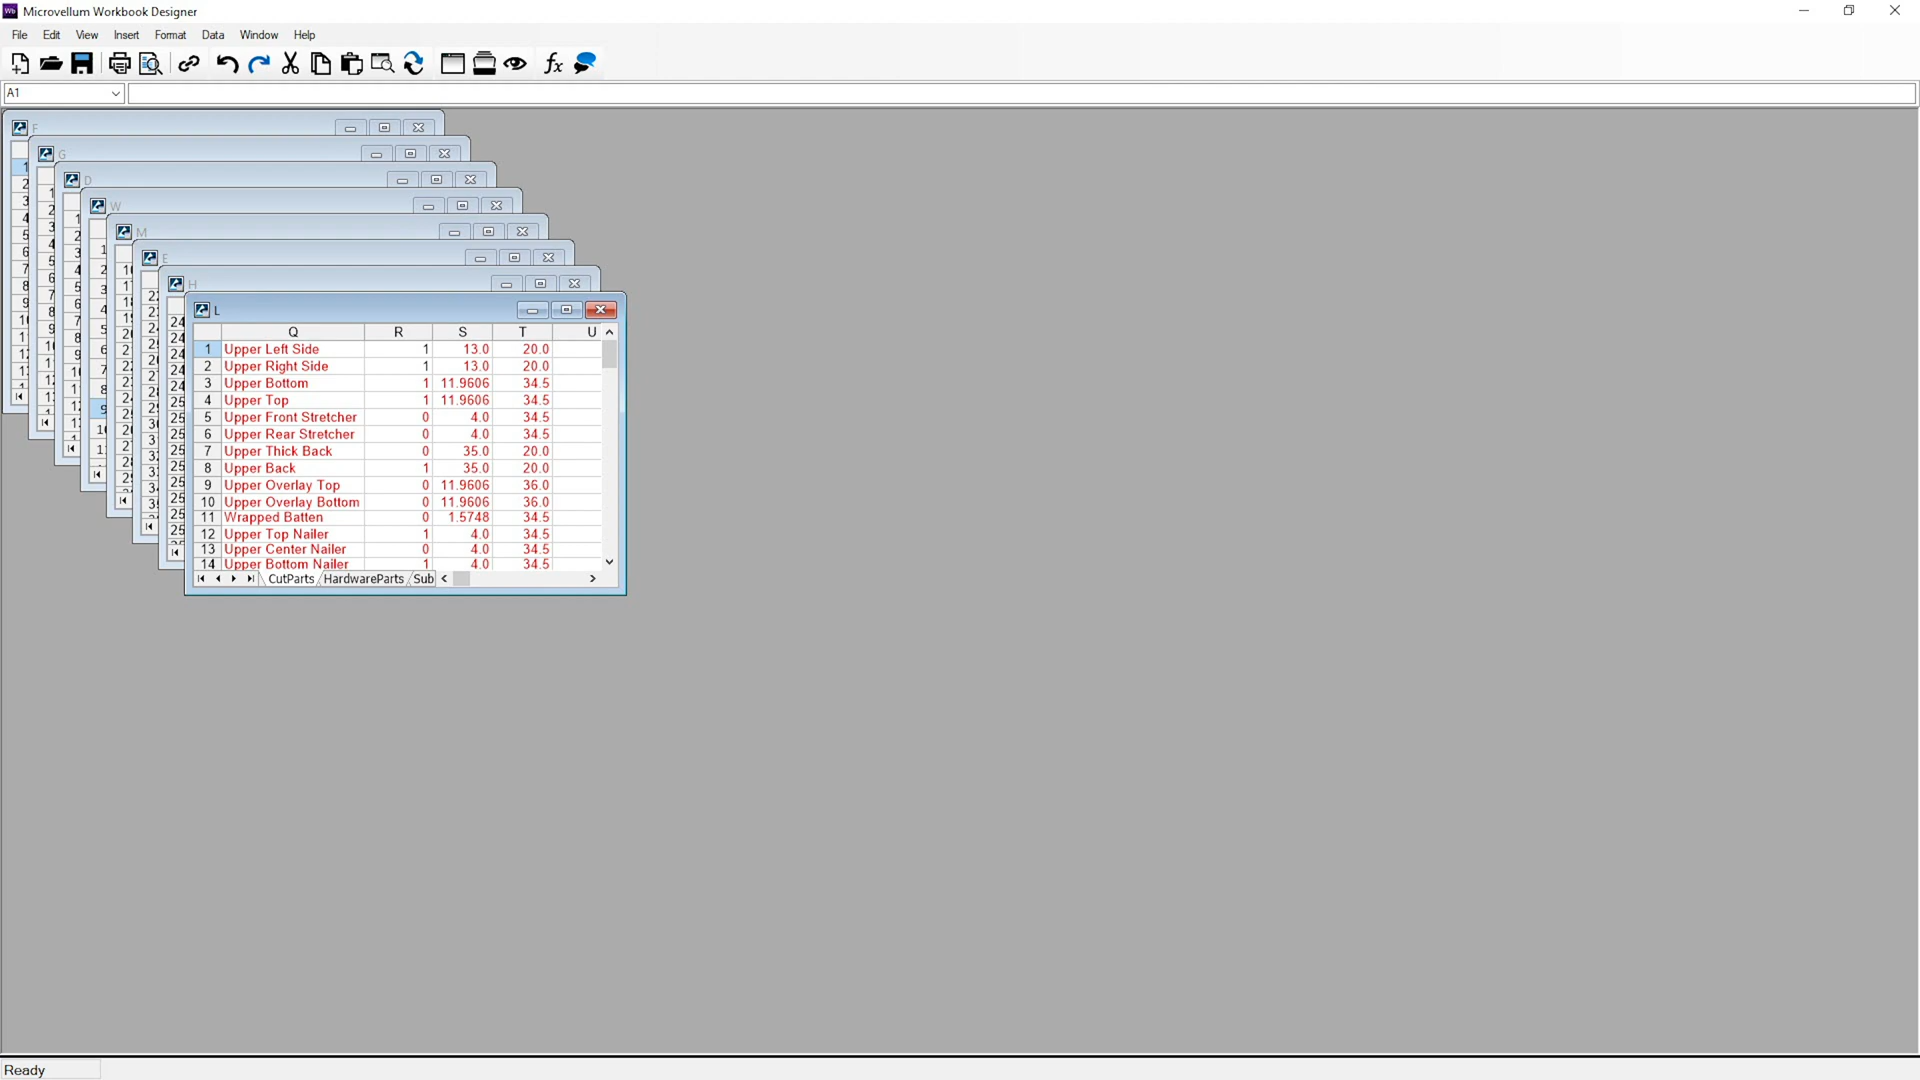 Wb Microvellum Workbook Designer
File Edit View Insert Format Data Window Help
fx
A1
F
G
D
W
M
E
H
L
Q R S T U
1 Upper Left Side 1 13.0 20.0
2 Upper Right Side 1 13.0 20.0
3 Upper Bottom 1 11.9606 34.5
4 Upper Top 1 11.9606 34.5
5 Upper Front Stretcher 0 4.0 34.5
6 Upper Rear Stretcher 0 4.0 34.5
7 Upper Thick Back 0 35.0 20.0
8 Upper Back 1 35.0 20.0
9 Upper Overlay Top 0 11.9606 36.0
10 Upper Overlay Bottom 0 11.9606 36.0
11 Wrapped Batten 0 1.5748 34.5
12 Upper Top Nailer 1 4.0 34.5
13 Upper Center Nailer 0 4.0 34.5
14 Upper Bottom Nailer 1 4.0 34.5
CutParts HardwareParts Sub
Ready